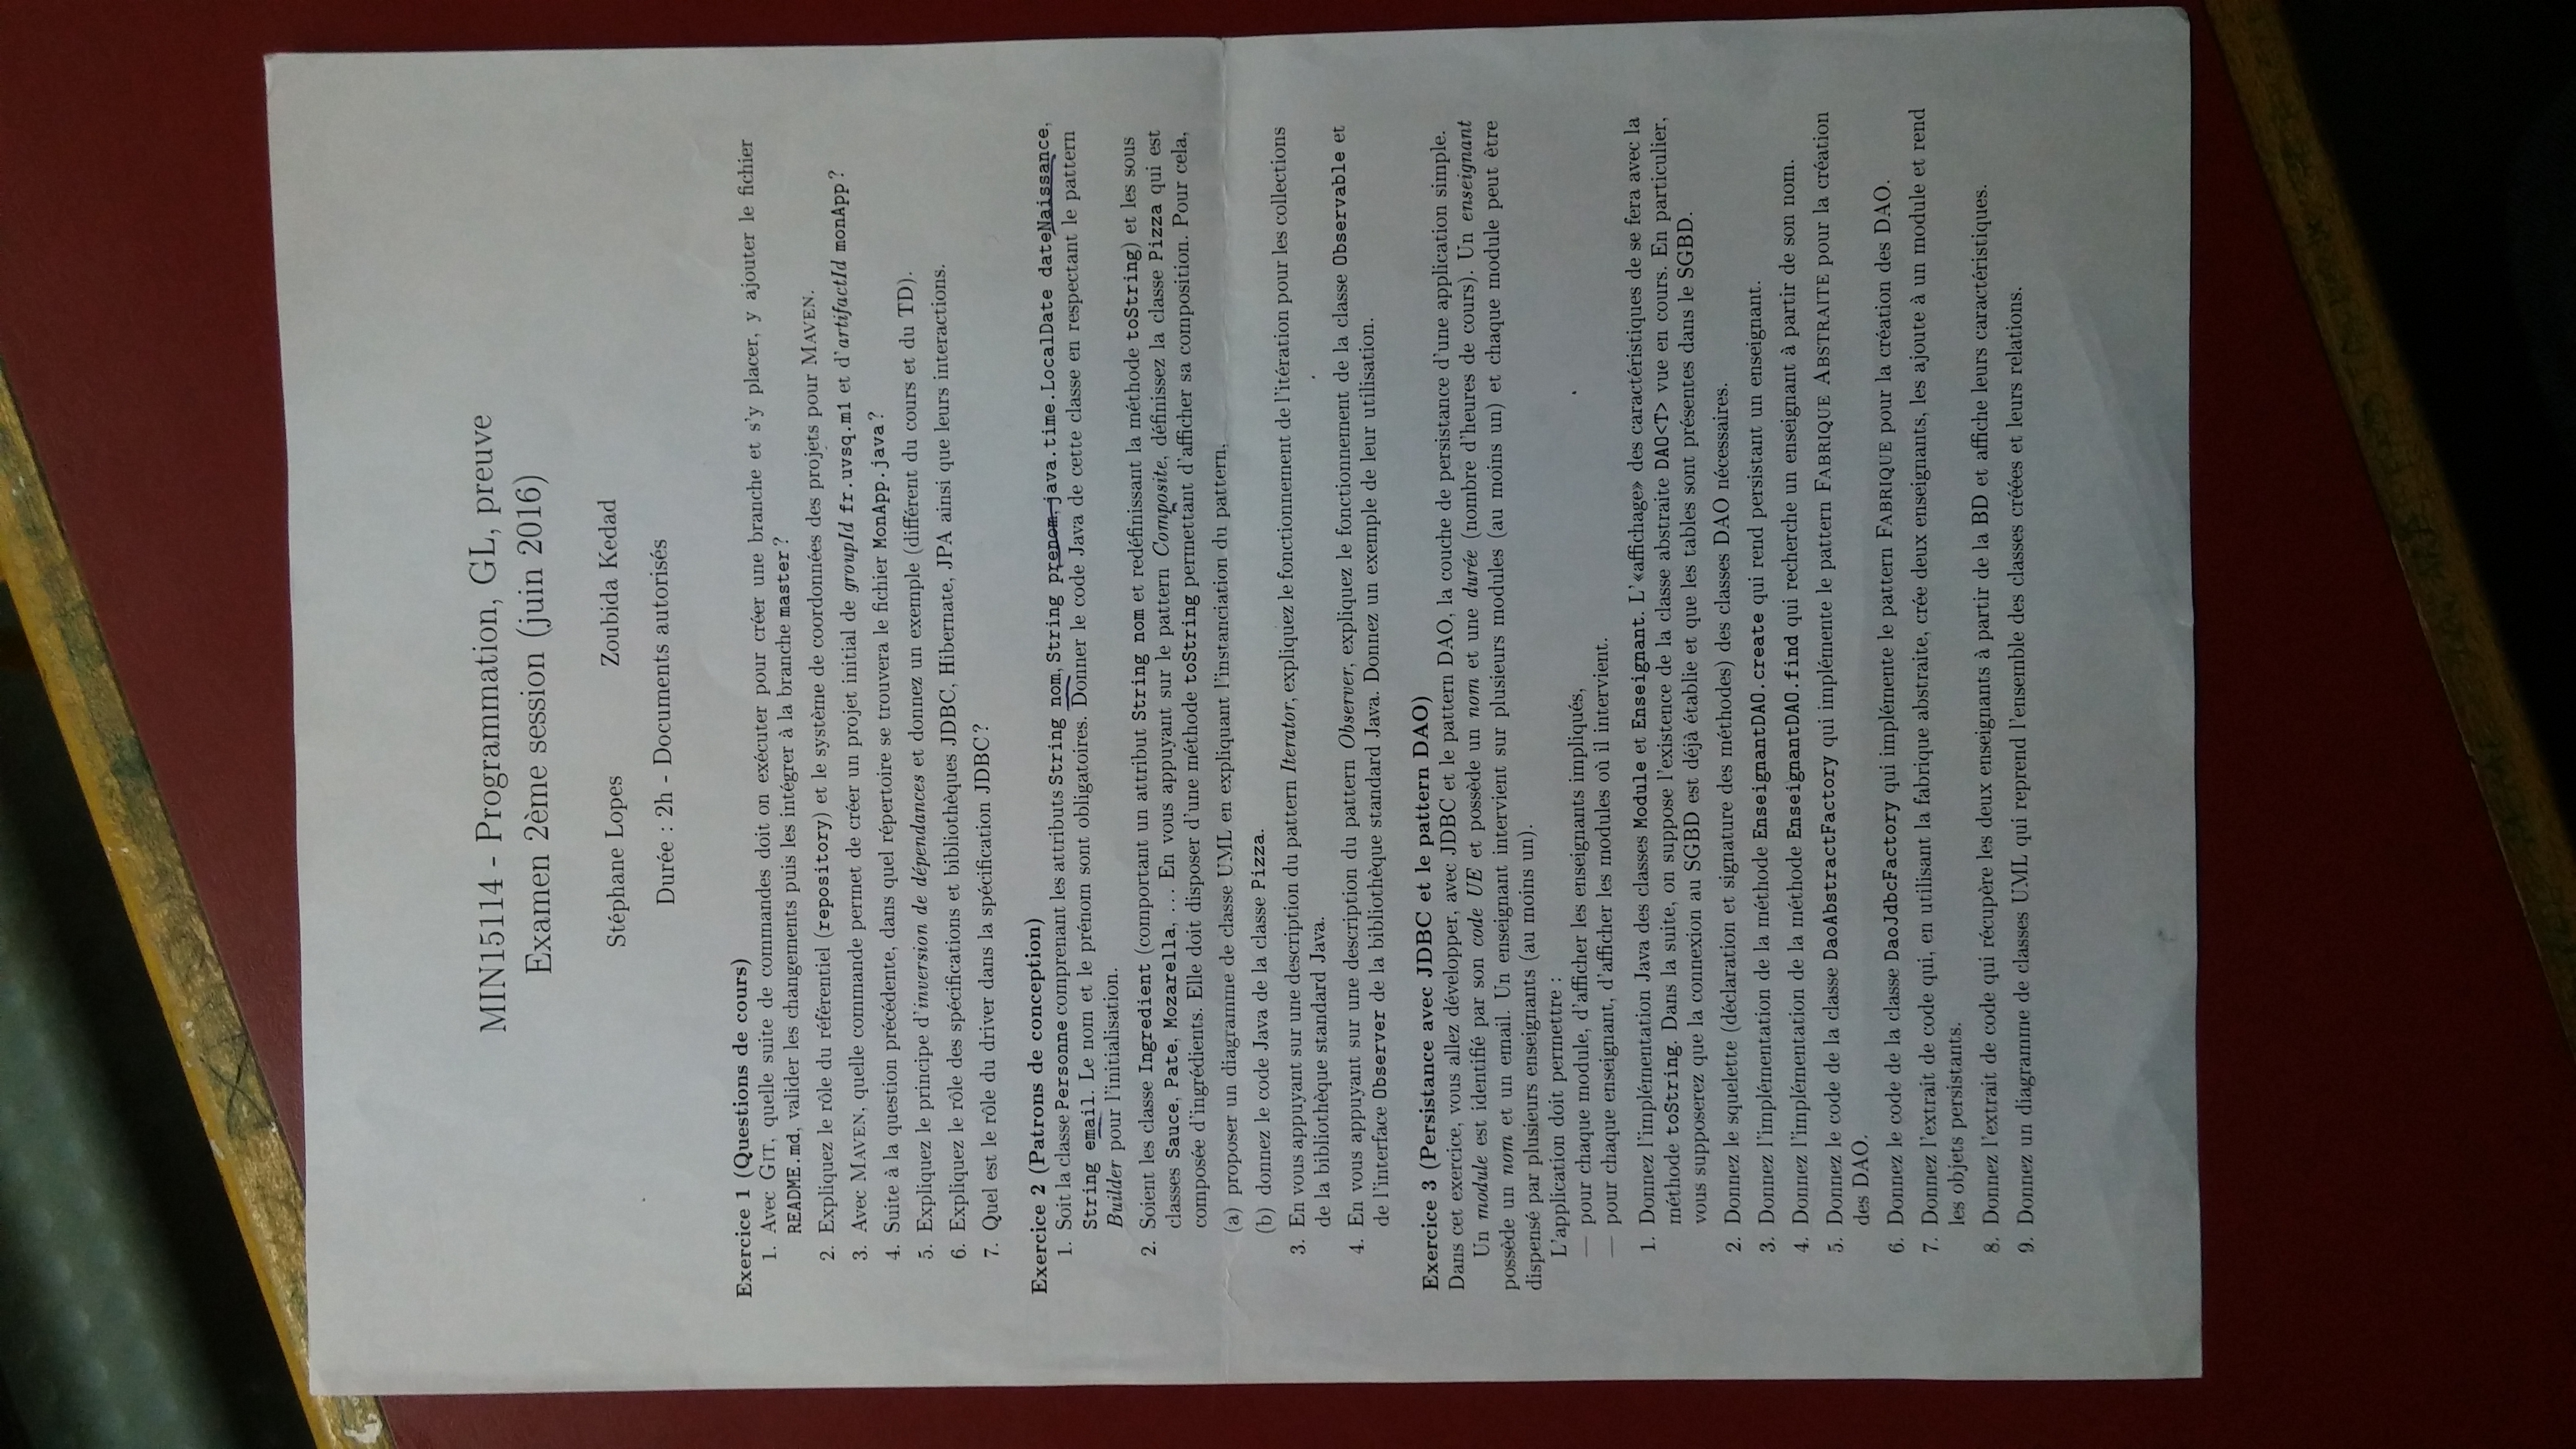 MIN15114 - Programmation, GL, preuve
Examen 2ème session (juin 2016)
Stéphane Lopes Zoubida Kedad
Durée : 2h - Documents autorisés
Exercice 1 (Questions de cours)
1. Avec GIT, quelle suite de commandes doit on exécuter pour créer une branche et s'y placer, y ajouter le fichier
README.md, valider les changements puis les intégrer à la branche master ?
2. Expliquez le rôle du référentiel (repository) et le système de coordonnées des projets pour MAVEN.
3. Avec MAVEN, quelle commande permet de créer un projet initial de groupId fr.uvsq.m1 et d'artifactId monApp ?
4. Suite à la question précédente, dans quel répertoire se trouvera le fichier MonApp.java ?
5. Expliquez le principe d'inversion de dépendances et donnez un exemple (différent du cours et du TD).
6. Expliquez le rôle des spécifications et bibliothèques JDBC, Hibernate, JPA ainsi que leurs interactions.
7. Quel est le rôle du driver dans la spécification JDBC ?
Exercice 2 (Patrons de conception)
1. Soit la classe Personne comprenant les attributs String nom, String prenom, java.time.LocalDate dateNaissance,
String email. Le nom et le prénom sont obligatoires. Donner le code Java de cette classe en respectant le pattern
Builder pour l'initialisation.
2. Soient les classe Ingredient (comportant un attribut String nom et redéfinissant la méthode toString) et les sous
classes Sauce, Pate, Mozarella, ... En vous appuyant sur le pattern Composite, définissez la classe Pizza qui est
composée d'ingrédients. Elle doit disposer d'une méthode toString permettant d'afficher sa composition. Pour cela,
(a) proposer un diagramme de classe UML en expliquant l'instanciation du pattern,
(b) donnez le code Java de la classe Pizza.
3. En vous appuyant sur une description du pattern Iterator, expliquez le fonctionnement de l'itération pour les collections
de la bibliothèque standard Java.
4. En vous appuyant sur une description du pattern Observer, expliquez le fonctionnement de la classe Observable et
de l'interface Observer de la bibliothèque standard Java. Donnez un exemple de leur utilisation.
Exercice 3 (Persistance avec JDBC et le pattern DAO)
Dans cet exercice, vous allez développer, avec JDBC et le pattern DAO, la couche de persistance d'une application simple.
Un module est identifié par son code UE et possède un nom et une durée (nombre d'heures de cours). Un enseignant
possède un nom et un email. Un enseignant intervient sur plusieurs modules (au moins un) et chaque module peut être
dispensé par plusieurs enseignants (au moins un).
L'application doit permettre :
— pour chaque module, d'afficher les enseignants impliqués,
— pour chaque enseignant, d'afficher les modules où il intervient.
1. Donnez l'implémentation Java des classes Module et Enseignant. L'«affichage» des caractéristiques de se fera avec la
méthode toString. Dans la suite, on suppose l'existence de la classe abstraite DAO<T> vue en cours. En particulier,
vous supposerez que la connexion au SGBD est déjà établie et que les tables sont présentes dans le SGBD.
2. Donnez le squelette (déclaration et signature des méthodes) des classes DAO nécessaires.
3. Donnez l'implémentation de la méthode EnseignantDAO.create qui rend persistant un enseignant.
4. Donnez l'implémentation de la méthode EnseignantDAO.find qui recherche un enseignant à partir de son nom.
5. Donnez le code de la classe DaoAbstractFactory qui implémente le pattern FABRIQUE ABSTRAITE pour la création
des DAO.
6. Donnez le code de la classe DaoJdbcFactory qui implémente le pattern FABRIQUE pour la création des DAO.
7. Donnez l'extrait de code qui, en utilisant la fabrique abstraite, crée deux enseignants, les ajoute à un module et rend
les objets persistants.
8. Donnez l'extrait de code qui récupère les deux enseignants à partir de la BD et affiche leurs caractéristiques.
9. Donnez un diagramme de classes UML qui reprend l'ensemble des classes créées et leurs relations.